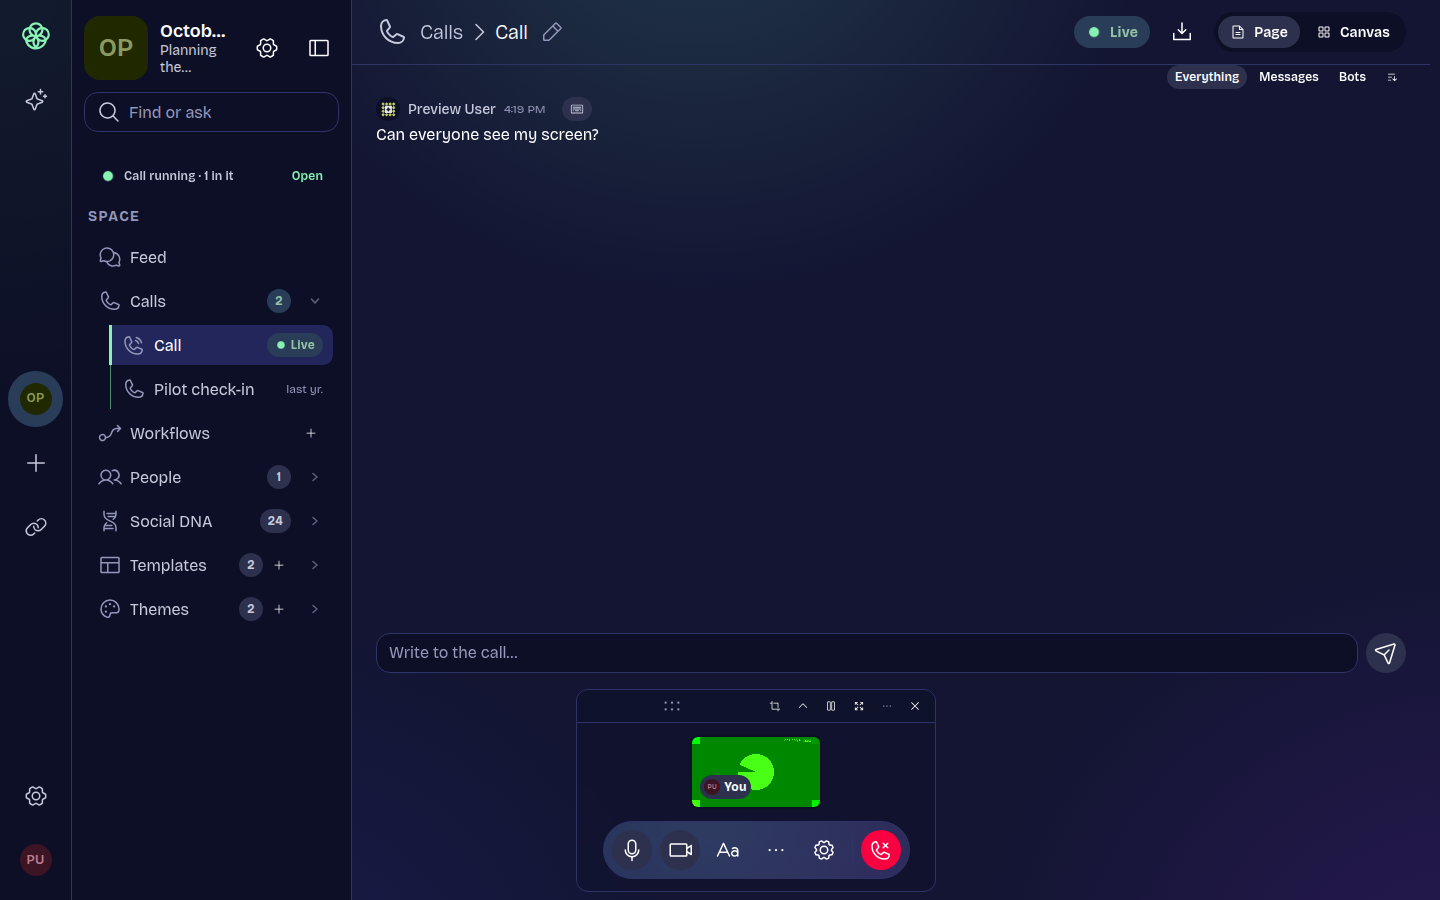 OP
Octob...
Planning
the...
Find or ask
Call running · 1 in it
Open
SPACE
Feed
Calls
2
Call
Live
Pilot check-in
last yr.
Workflows
People
1
Social DNA
24
Templates
2
Themes
2
OP
PU
Calls
Call
Live
Page
Canvas
Everything
Messages
Bots
Preview User
4:19 PM
Can everyone see my screen?
Write to the call...
PU
You
Aa